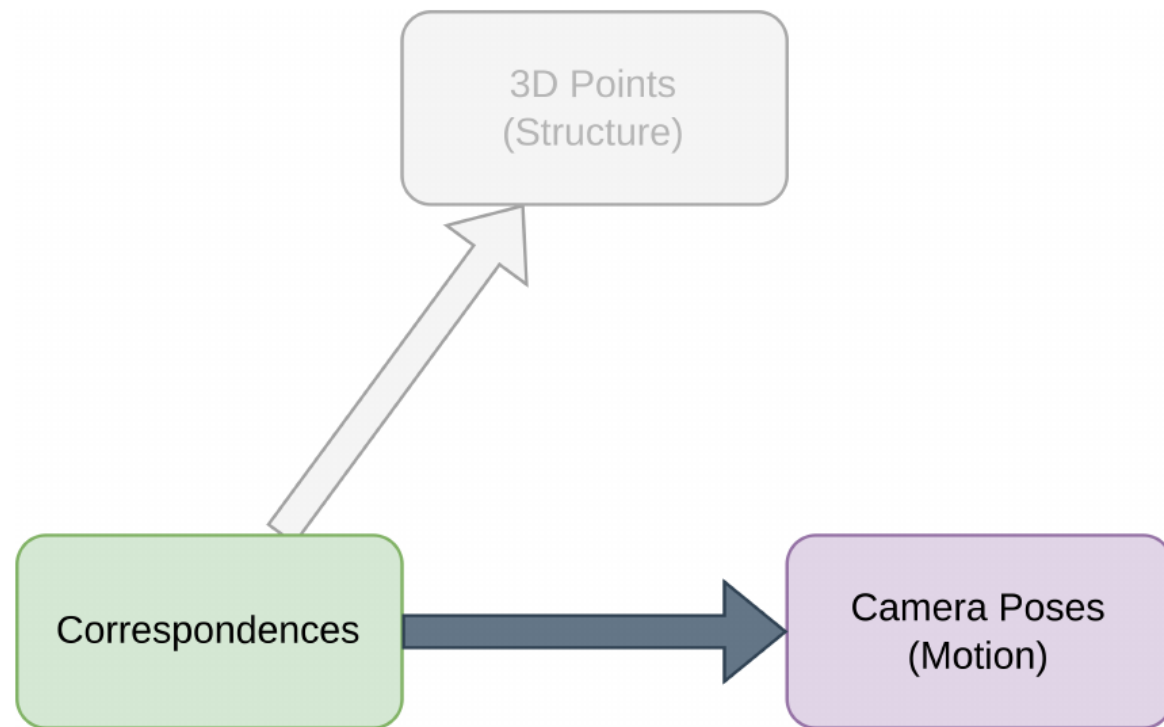 3D Points
(Structure)
Correspondences
Camera Poses
(Motion)